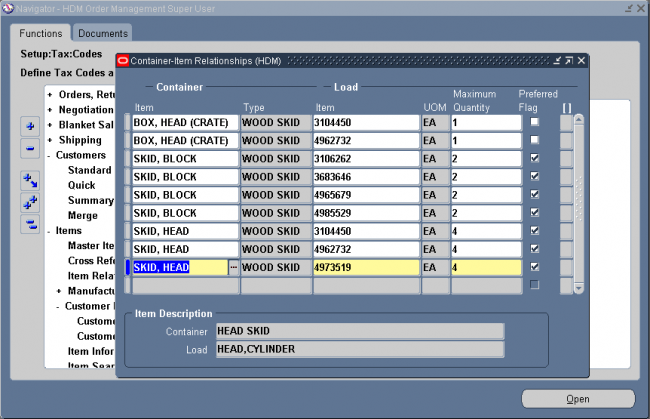 Navigator - HDM Order Management Super User
Functions
Documents
Setup:Tax:Codes
Define Tax Codes a
+ Orders, Retu
+ Negotiation
+ Blanket Sal
+ Shipping
- Customers
Standard
Quick
Summary
Merge
- Items
Master Ite
Cross Refe
Item Relat
+ Manufactu
- Customer I
Custome
Custome
Item Infor
Item Sear
Container-Item Relationships (HDM)
Container Load
Maximum Preferred
Item Type Item UOM Quantity Flag [ ]
BOX, HEAD (CRATE) WOOD SKID 3104450 EA 1
BOX, HEAD (CRATE) WOOD SKID 4962732 EA 1
SKID, BLOCK WOOD SKID 3106262 EA 2
SKID, BLOCK WOOD SKID 3683646 EA 2
SKID, BLOCK WOOD SKID 4965679 EA 2
SKID, BLOCK WOOD SKID 4985529 EA 2
SKID, HEAD WOOD SKID 3104450 EA 4
SKID, HEAD WOOD SKID 4962732 EA 4
SKID, HEAD ... WOOD SKID 4973519 EA 4
Item Description
Container HEAD SKID
Load HEAD,CYLINDER
Open